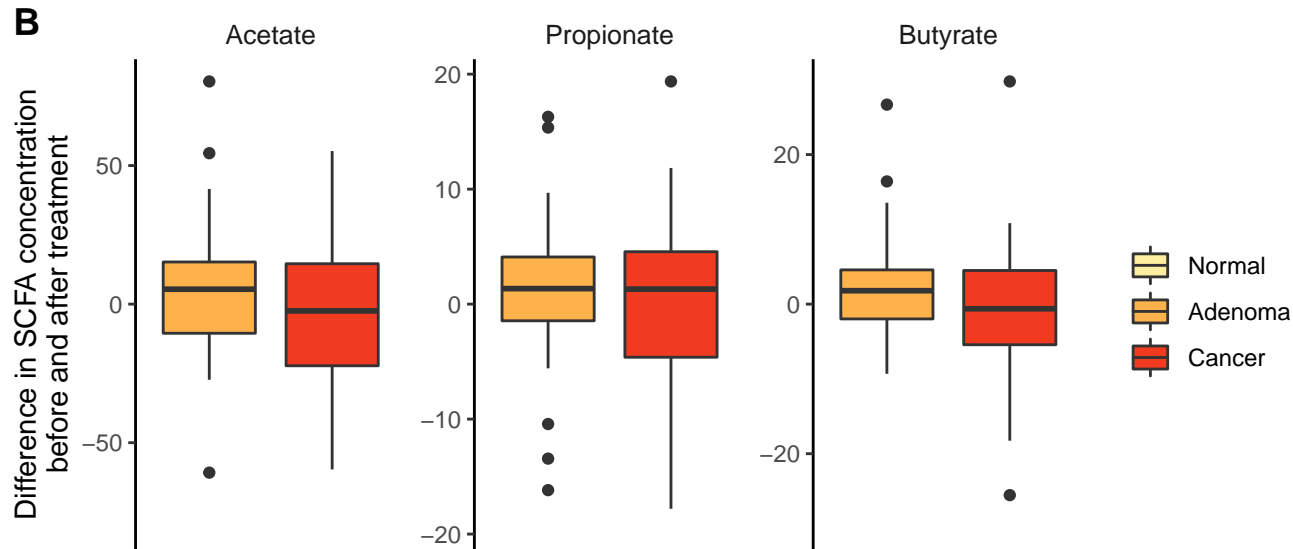 B
Acetate
Propionate
Butyrate
Difference in SCFA concentration
before and after treatment
50
0
−50
20
10
0
−10
−20
20
0
−20
Normal
Adenoma
Cancer